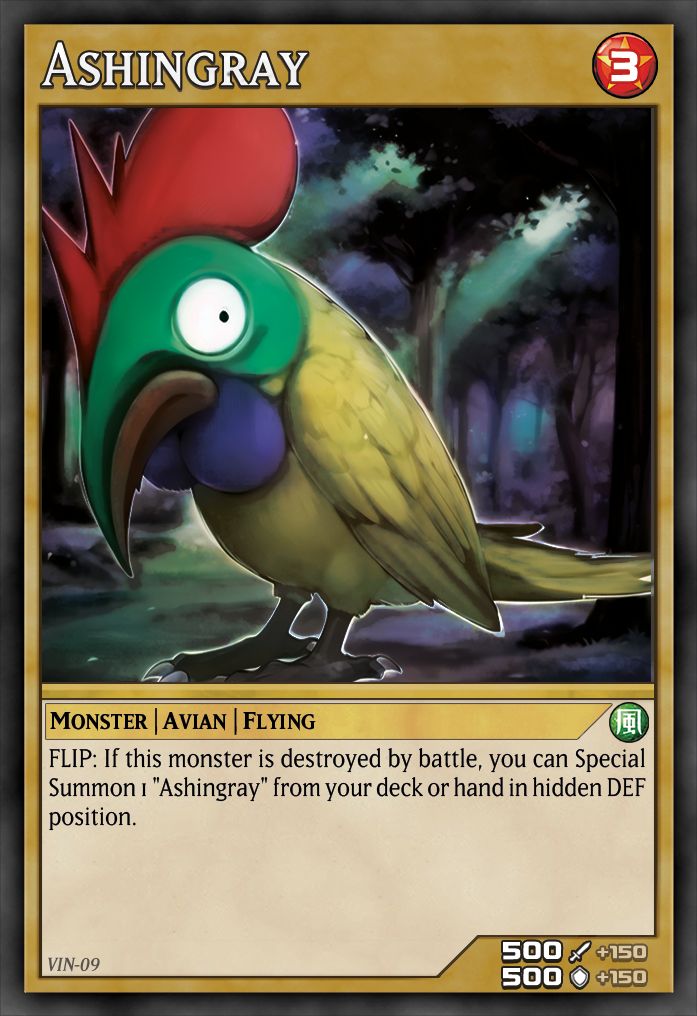 Ashingray
3
Monster | Avian | Flying
風
FLIP: If this monster is destroyed by battle, you can Special
Summon 1 "Ashingray" from your deck or hand in hidden DEF
position.
500 +150
VIN-09
500 +150